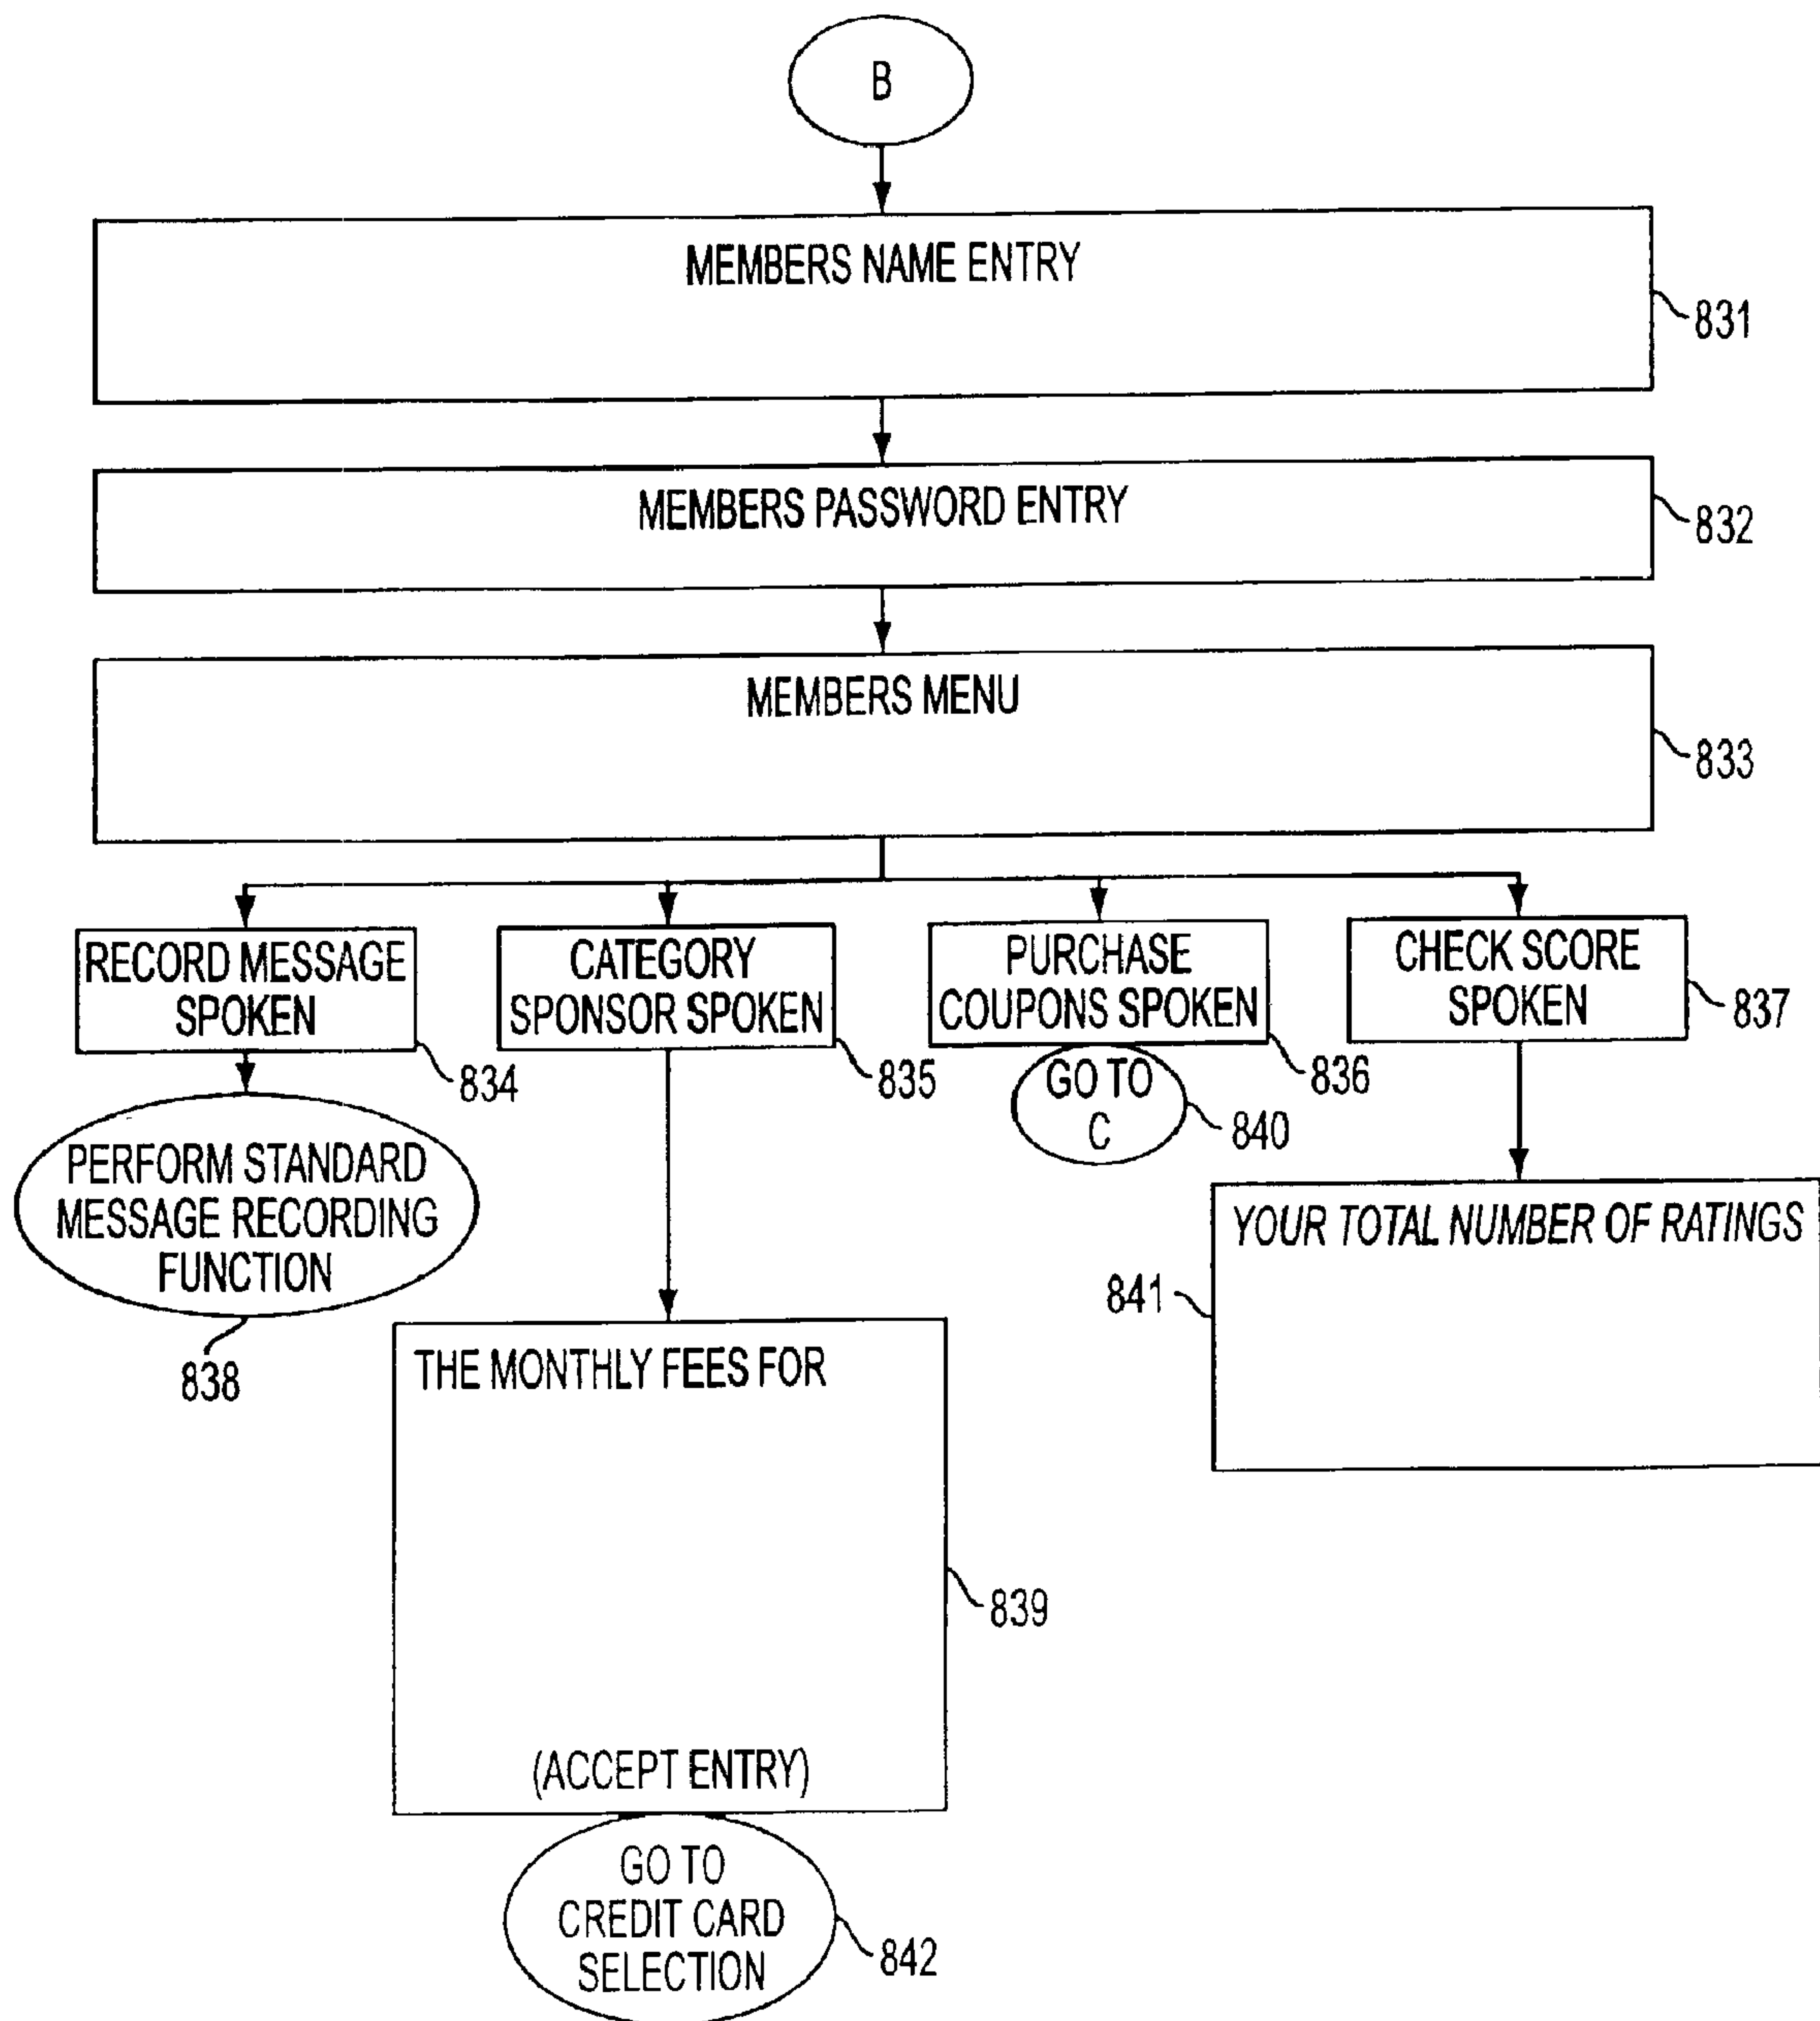 B
MEMBERS NAME ENTRY
831
MEMBERS PASSWORD ENTRY
832
MEMBERS MENU
833
RECORD MESSAGE
SPOKEN
834
CATEGORY
SPONSOR SPOKEN
835
PURCHASE
COUPONS SPOKEN
836
CHECK SCORE
SPOKEN
837
PERFORM STANDARD
MESSAGE RECORDING
FUNCTION
838
GO TO
C
840
YOUR TOTAL NUMBER OF RATINGS
841
THE MONTHLY FEES FOR
(ACCEPT ENTRY)
839
GO TO
CREDIT CARD
SELECTION
842